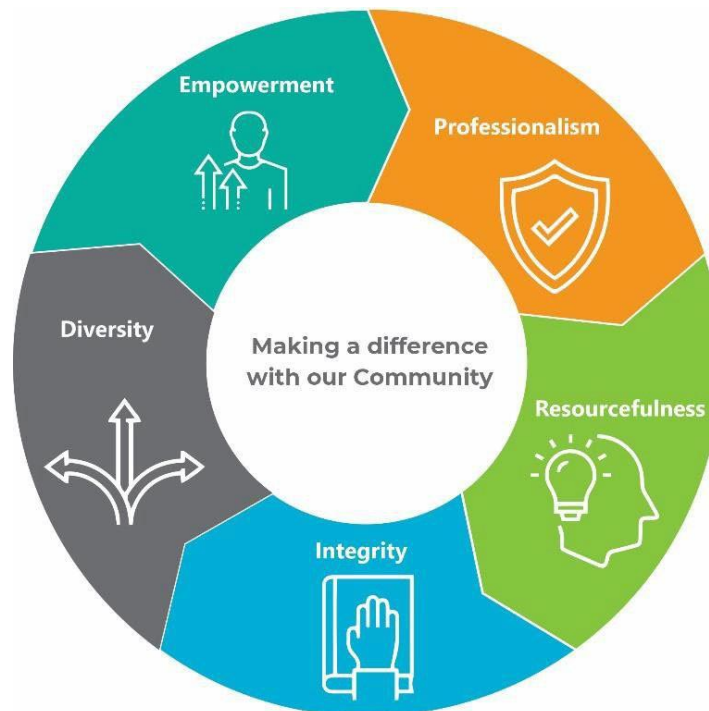 Empowerment
Professionalism
Diversity
Making a difference
with our Community
Resourcefulness
Integrity